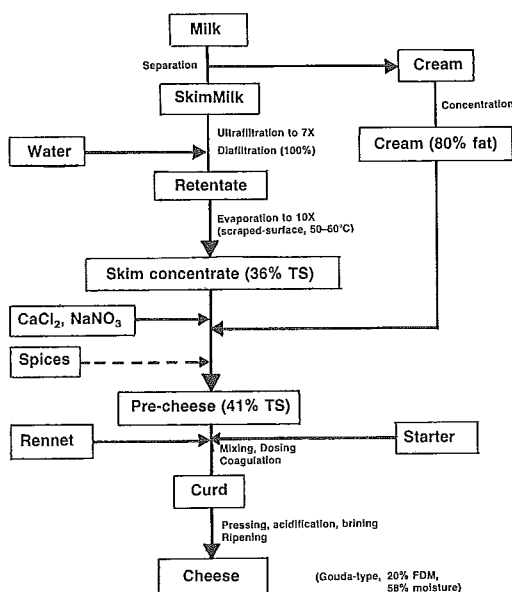 Milk
Separation
Cream
SkimMilk
Concentration
Ultrafiltration to 7X
Water
Diafiltration (100%)
Cream (80% fat)
Retentate
Evaporation to 10X
(scraped-surface, 50-60°C)
Skim concentrate (36% TS)
CaCl₂, NaNO₃
Spices
Pre-cheese (41% TS)
Rennet
Starter
Mixing, Dosing
Coagulation
Curd
Pressing, acidification, brining
Ripening
Cheese
(Gouda-type, 20% FDM,
58% moisture)